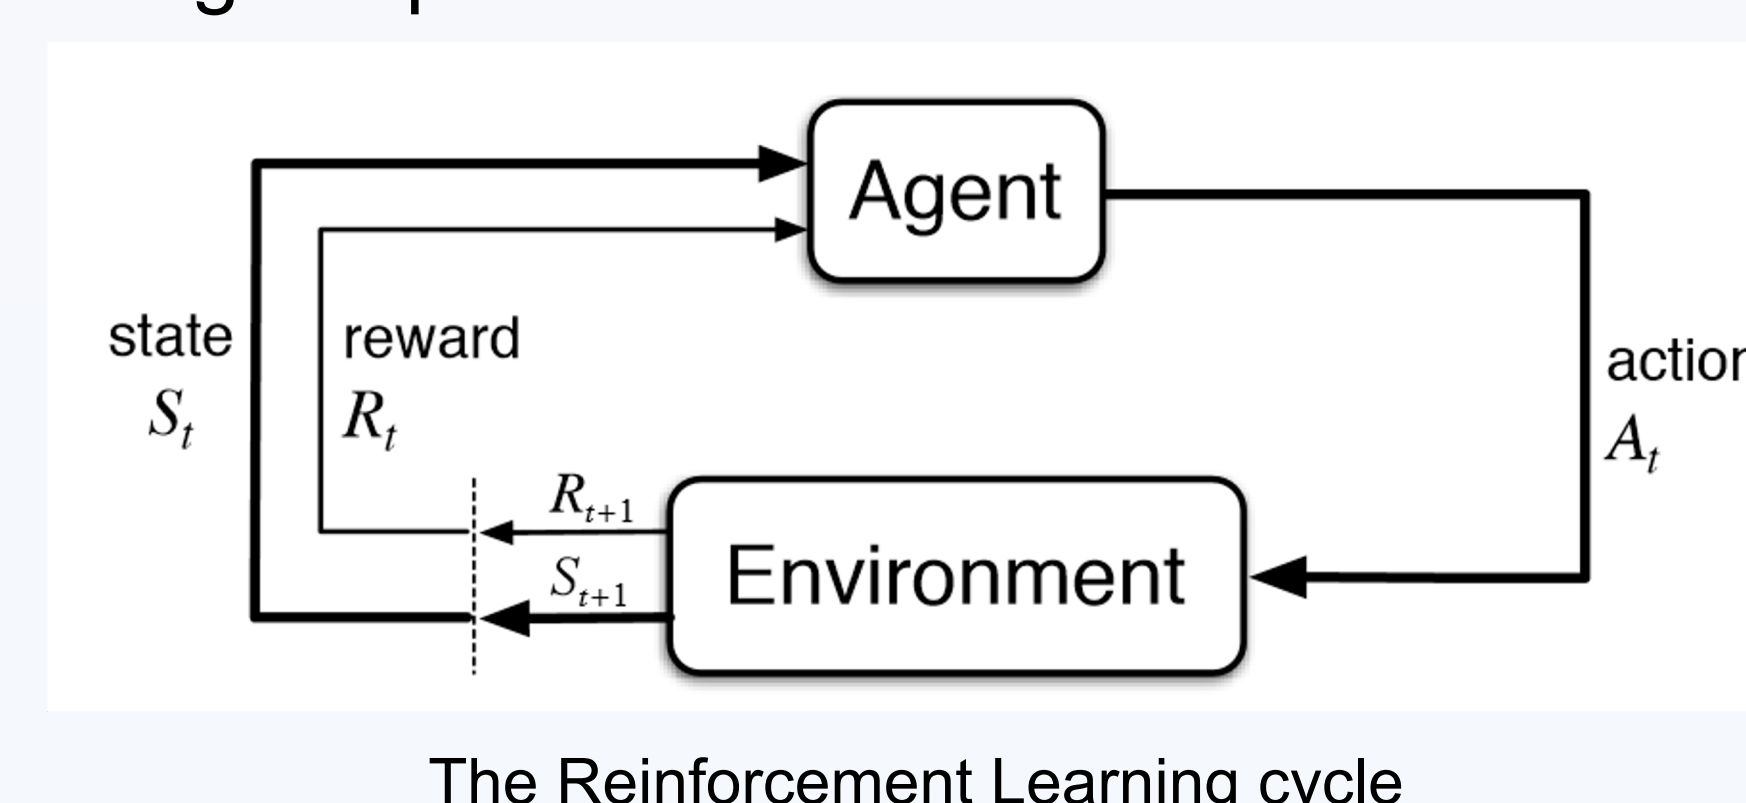 Agent
state
reward
action
S_t
R_t
A_t
R_{t+1}
S_{t+1}
Environment
The Reinforcement Learning cycle